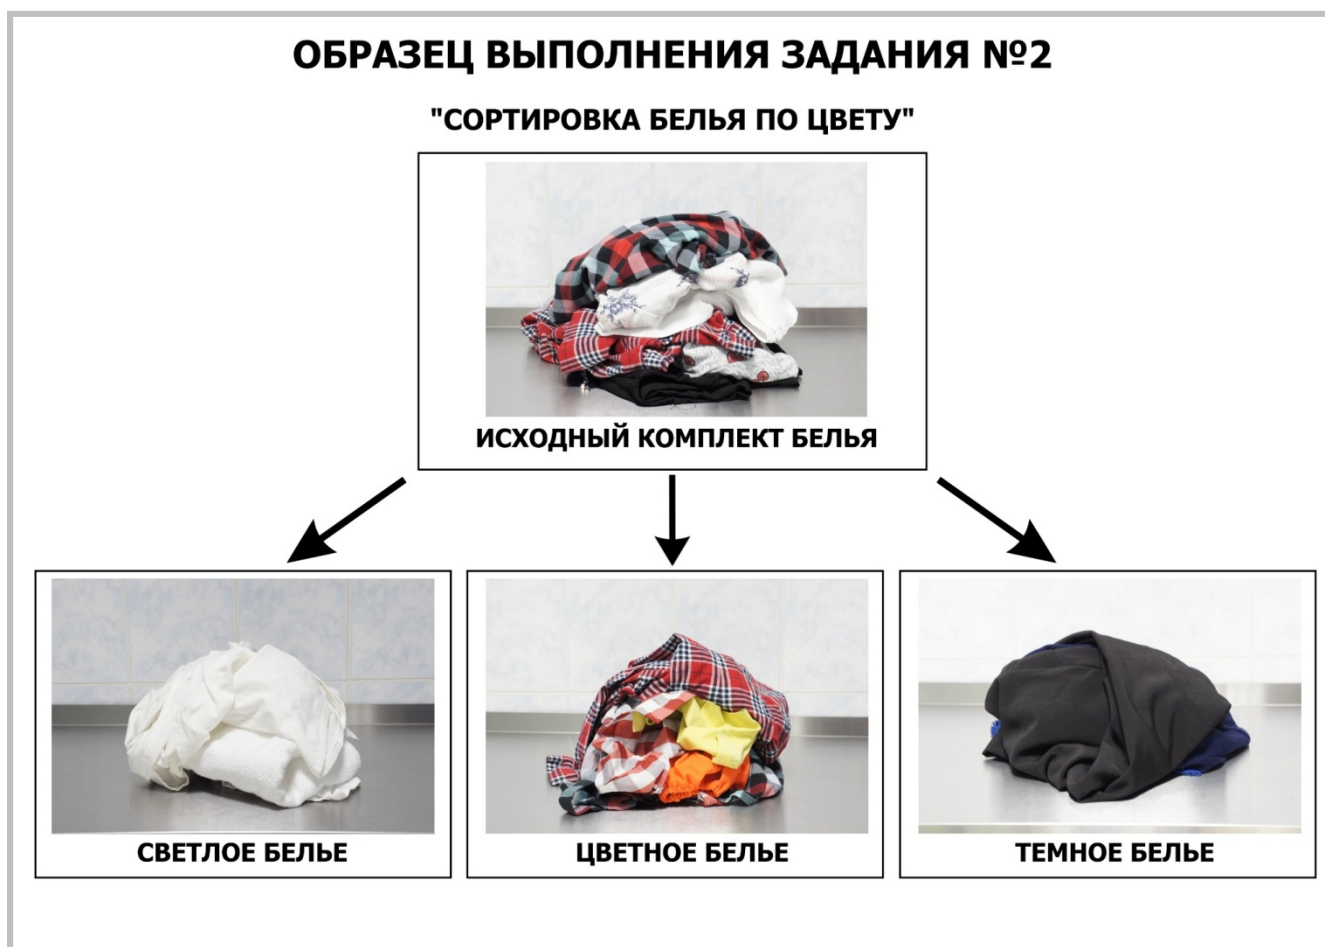 ОБРАЗЕЦ ВЫПОЛНЕНИЯ ЗАДАНИЯ №2
"СОРТИРОВКА БЕЛЬЯ ПО ЦВЕТУ"
ИСХОДНЫЙ КОМПЛЕКТ БЕЛЬЯ
СВЕТЛОЕ БЕЛЬЕ
ЦВЕТНОЕ БЕЛЬЕ
ТЕМНОЕ БЕЛЬЕ